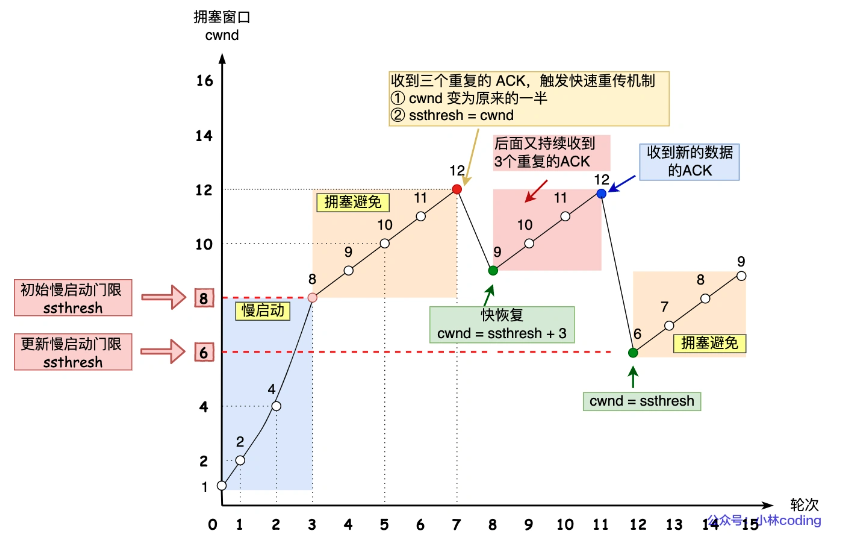 拥塞窗口
cwnd
16
14
12
10
8
6
4
2
1
收到三个重复的 ACK，触发快速重传机制
① cwnd 变为原来的一半
② ssthresh = cwnd
后面又持续收到
3个重复的ACK
收到新的数据
的ACK
12
12
拥塞避免
11
11
10
10
9
9
9
8
8
7
6
初始慢启动门限
ssthresh
慢启动
快恢复
cwnd = ssthresh + 3
更新慢启动门限
ssthresh
拥塞避免
4
cwnd = ssthresh
2
轮次
0 1 2 3 4 5 6 7 8 9 10 11 12 13 14 15
公众号：小林coding